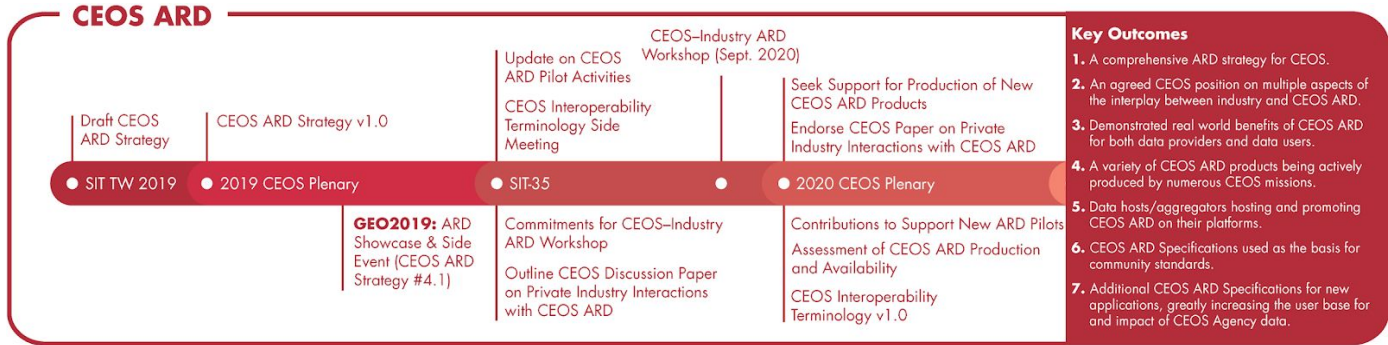 CEOS ARD
CEOS–Industry ARD
Workshop (Sept. 2020)
Update on CEOS
ARD Pilot Activities
CEOS Interoperability
Terminology Side
Meeting
Seek Support for Production of New
CEOS ARD Products
Endorse CEOS Paper on Private
Industry Interactions with CEOS ARD
Draft CEOS
ARD Strategy
CEOS ARD Strategy v1.0
SIT TW 2019
2019 CEOS Plenary
SIT-35
2020 CEOS Plenary
GEO2019: ARD
Showcase & Side
Event (CEOS ARD
Strategy #4.1)
Commitments for CEOS–Industry
ARD Workshop
Outline CEOS Discussion Paper
on Private Industry Interactions
with CEOS ARD
Contributions to Support New ARD Pilots
Assessment of CEOS ARD Production
and Availability
CEOS Interoperability
Terminology v1.0
Key Outcomes
1. A comprehensive ARD strategy for CEOS.
2. An agreed CEOS position on multiple aspects of
the interplay between industry and CEOS ARD.
3. Demonstrated real world benefits of CEOS ARD
for both data providers and data users.
4. A variety of CEOS ARD products being actively
produced by numerous CEOS missions.
5. Data hosts/aggregators hosting and promoting
CEOS ARD on their platforms.
6. CEOS ARD Specifications used as the basis for
community standards.
7. Additional CEOS ARD Specifications for new
applications, greatly increasing the user base for
and impact of CEOS Agency data.